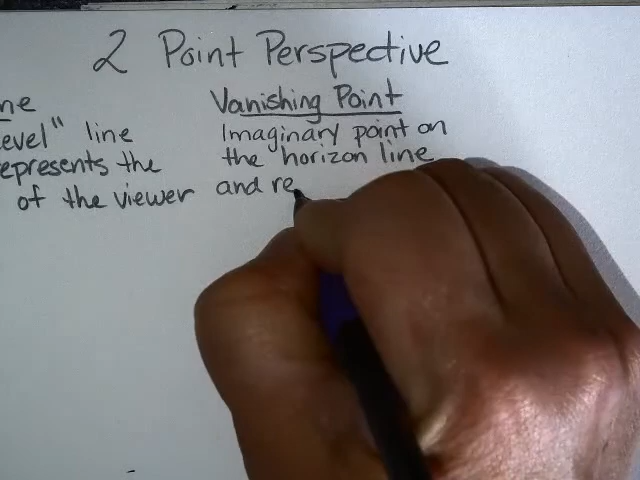 2 Point Perspective
ne
evel" line
epresents the
of the viewer
Vanishing Point
Imaginary point on
the horizon line
and re